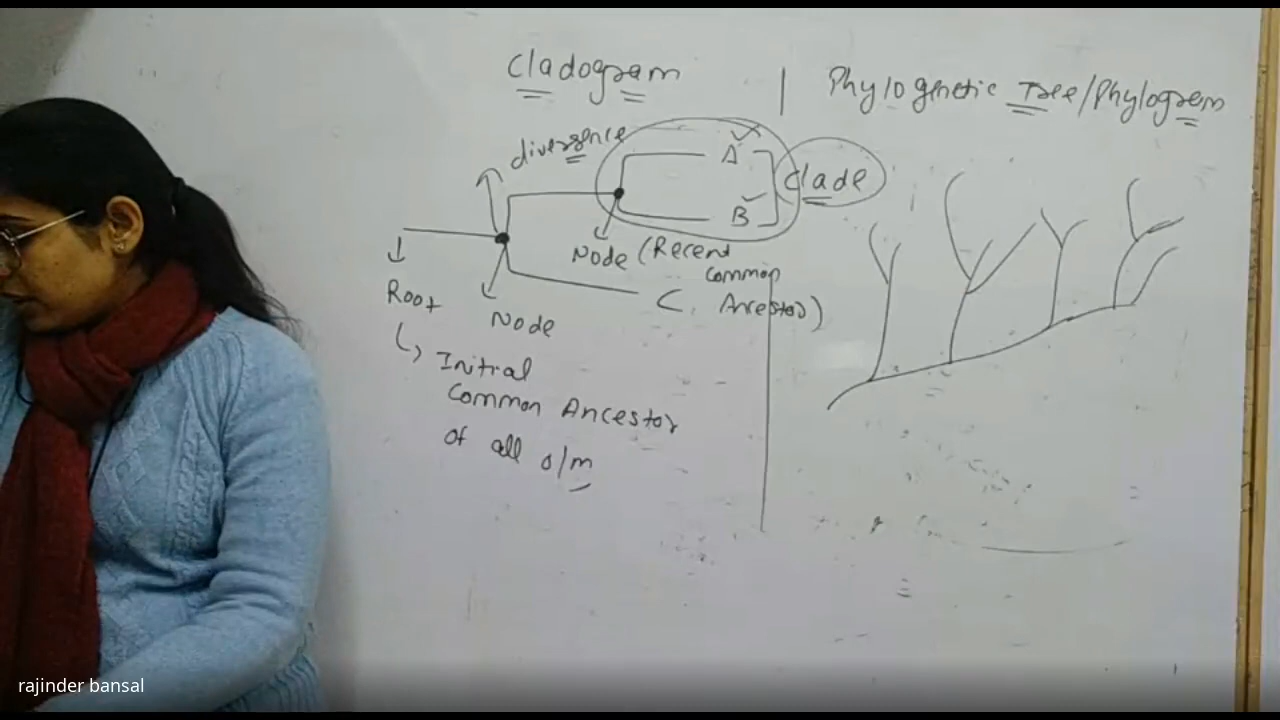 Cladogram
Phylogenetic Tree/Phylogram
divergence
A
Clade
B
Node (Recent
Common
Ancestor)
C
Root
Node
Initial
Common Ancestor
of all o/m
rajinder bansal